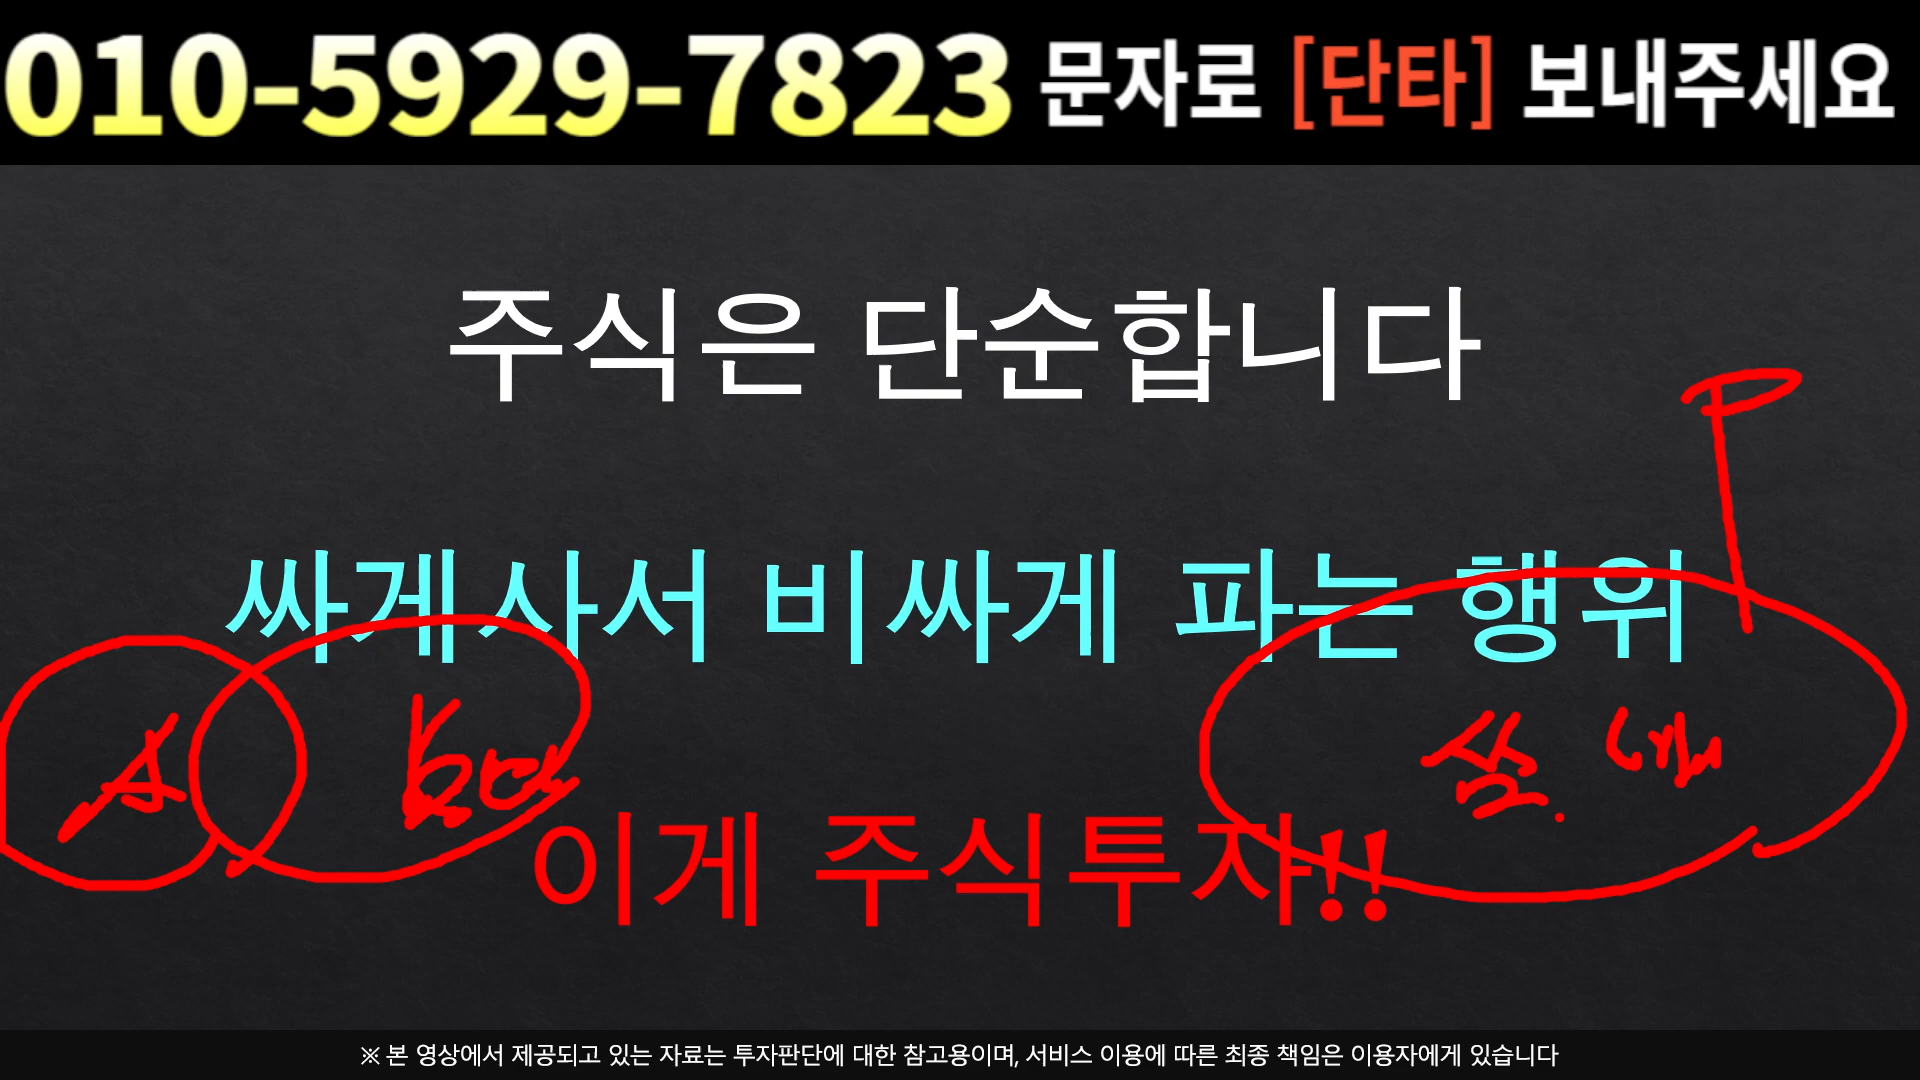 010-5929-7823 문자로 [단타] 보내주세요
주식은 단순합니다
싸게사서 비싸게 파는 행위
이게 주식투자!!
※ 본 영상에서 제공되고 있는 자료는 투자판단에 대한 참고용이며, 서비스 이용에 따른 최종 책임은 이용자에게 있습니다